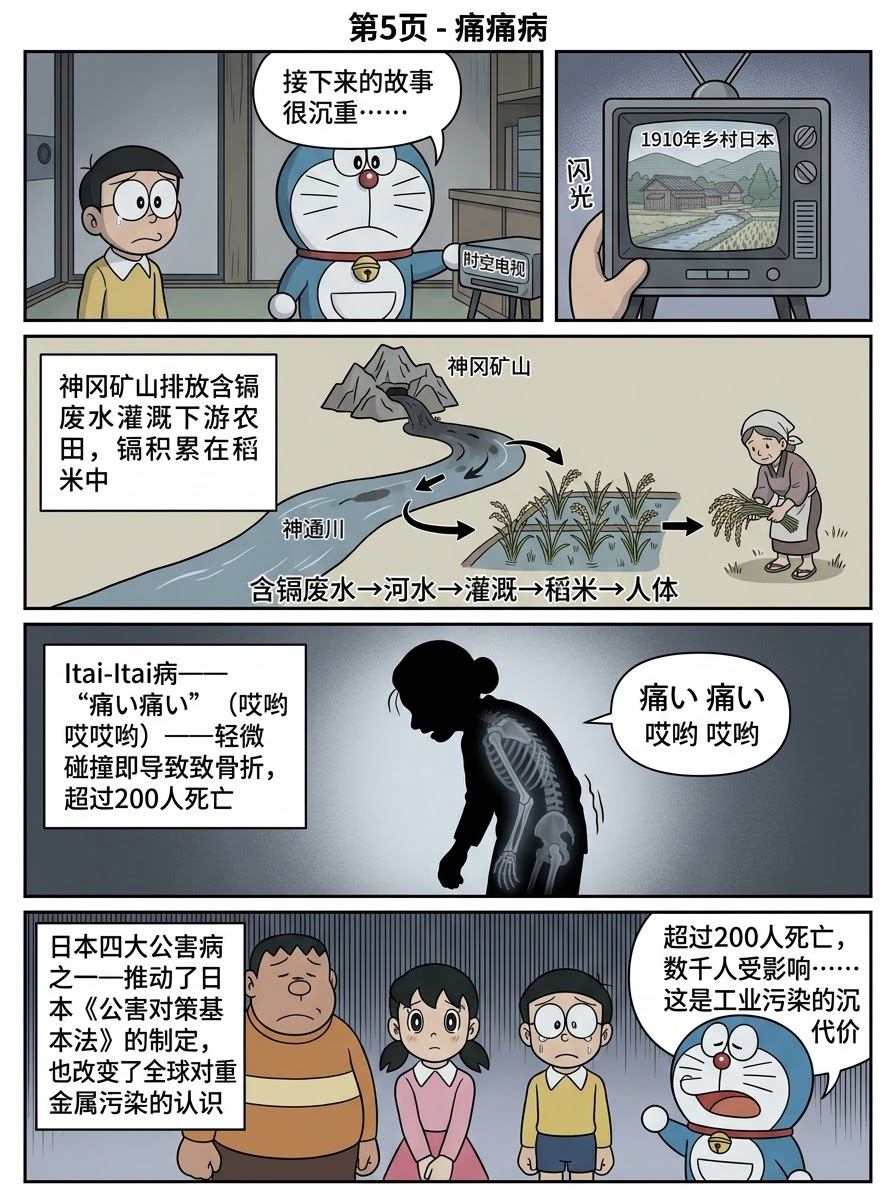 第5页 - 痛痛病
接下来的故事
很沉重……
时空电视
1910年乡村日本
闪光
神冈矿山排放含镉
废水灌溉下游农
田，镉积累在稻
米中
神冈矿山
神通川
含镉废水→河水→灌溉→稻米→人体
Itai-Itai病——
“痛い痛い”（哎哟
哎哎哟）——轻微
碰撞即导致致骨折，
超过200人死亡
痛い 痛い
哎哟 哎哟
日本四大公害病
之一—推动了日
本《公害对策基
本法》的制定，
也改变了全球对重
金属污染的认识
超过200人死亡，
数千人受影响……
这是工业污染的沉
代价